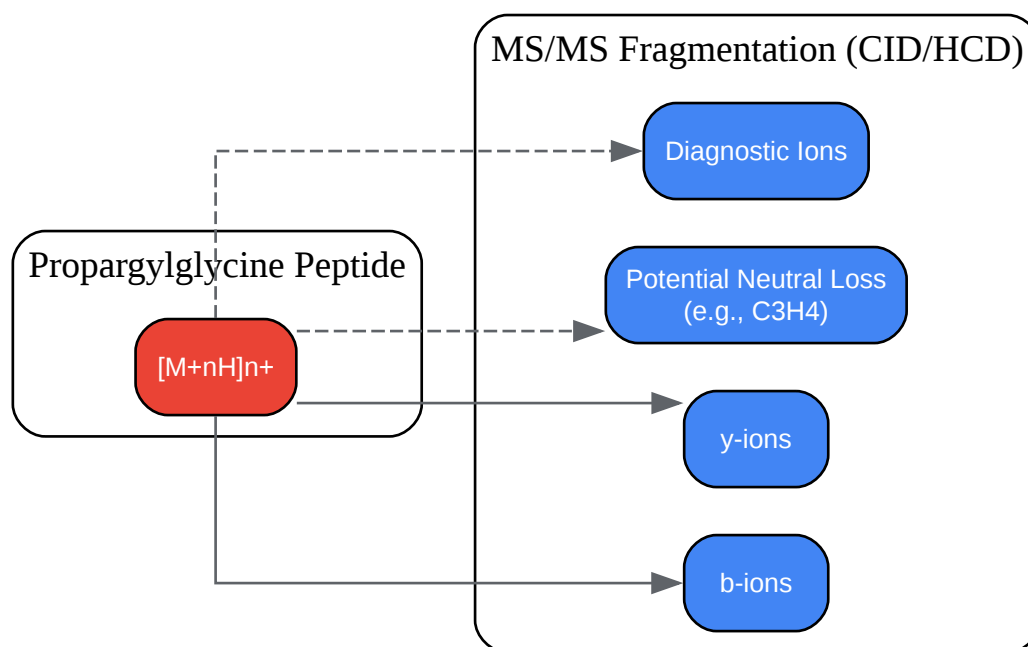 MS/MS Fragmentation (CID/HCD)
Diagnostic Ions
Propargylglycine Peptide
Potential Neutral Loss
(e.g., C3H4)
[M+nH]n+
y-ions
b-ions